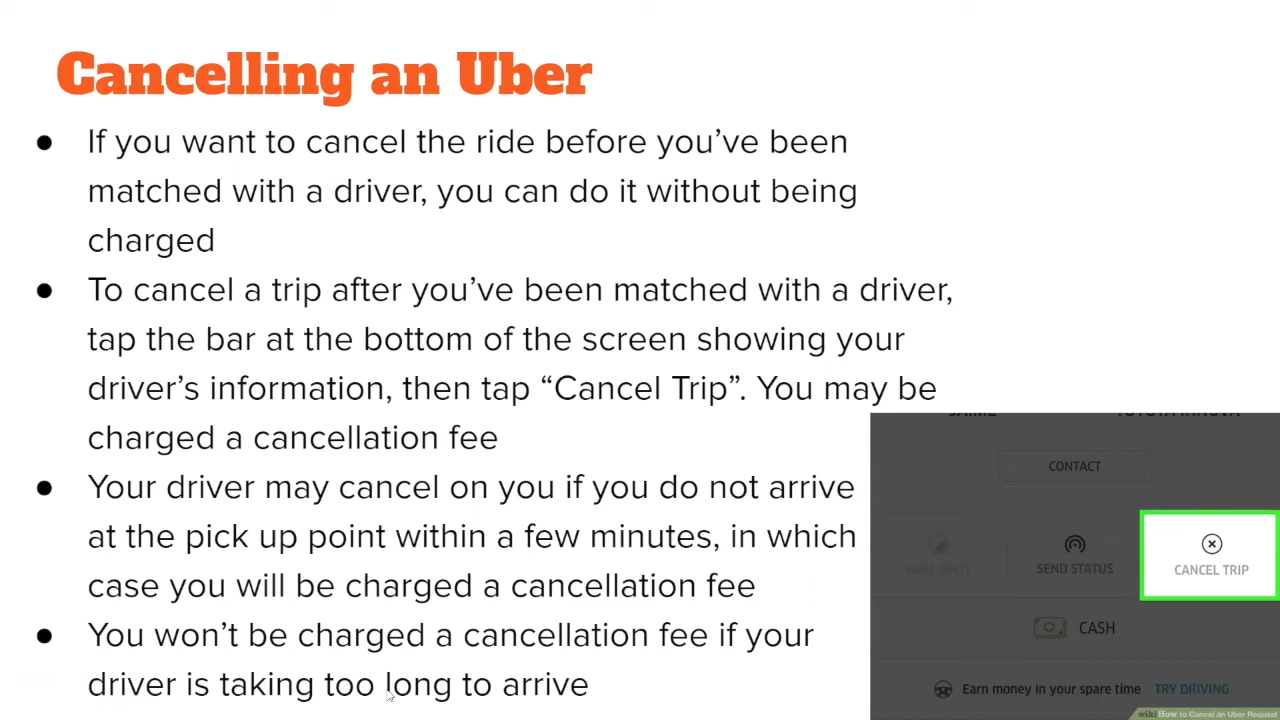 Cancelling an Uber
● If you want to cancel the ride before you’ve been
matched with a driver, you can do it without being
charged
● To cancel a trip after you’ve been matched with a driver,
tap the bar at the bottom of the screen showing your
driver’s information, then tap “Cancel Trip”. You may be
charged a cancellation fee
● Your driver may cancel on you if you do not arrive
at the pick up point within a few minutes, in which
case you will be charged a cancellation fee
● You won’t be charged a cancellation fee if your
driver is taking too long to arrive
CONTACT
SEND STATUS
CANCEL TRIP
CASH
Earn money in your spare time TRY DRIVING
wikiHow to Cancel an Uber Request